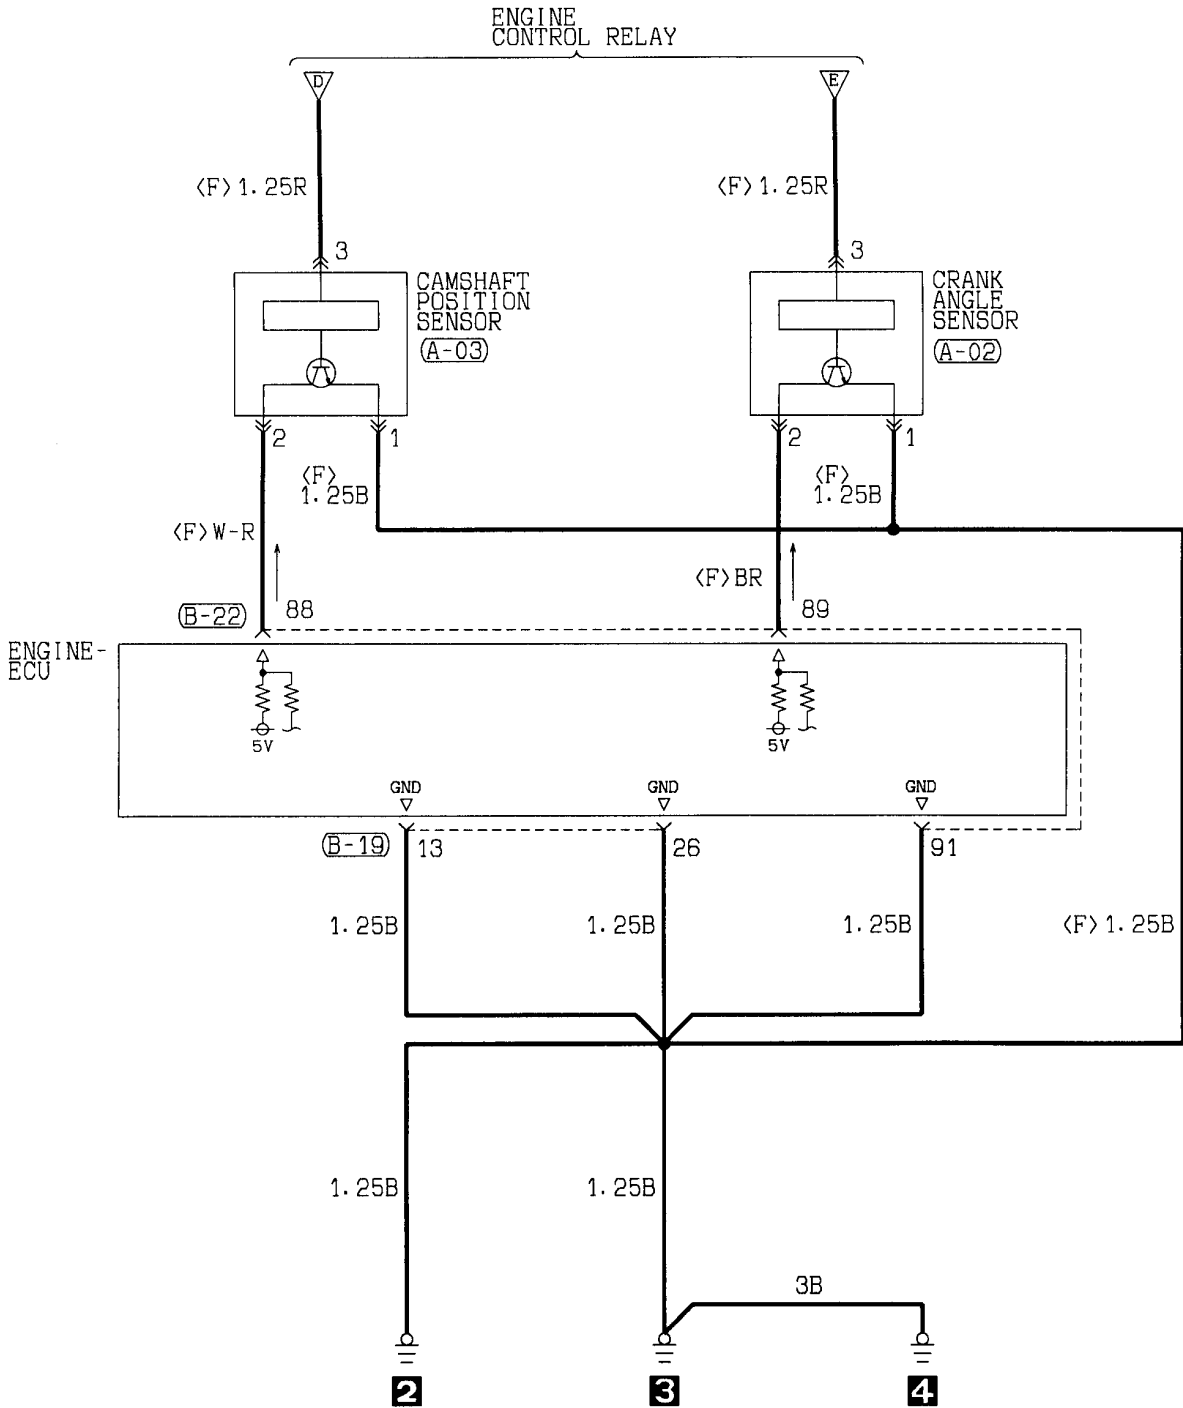 ENGINE
CONTROL RELAY
D
E
<F>1.25R
<F>1.25R
3
3
CAMSHAFT
POSITION
SENSOR
A-03
CRANK
ANGLE
SENSOR
A-02
2
1
2
1
<F>
1.25B
<F>
1.25B
<F>W-R
<F>BR
B-22
88
89
ENGINE-
ECU
5V
5V
GND
GND
GND
B-19
13
26
91
1.25B
1.25B
1.25B
<F>1.25B
1.25B
1.25B
3B
2
3
4